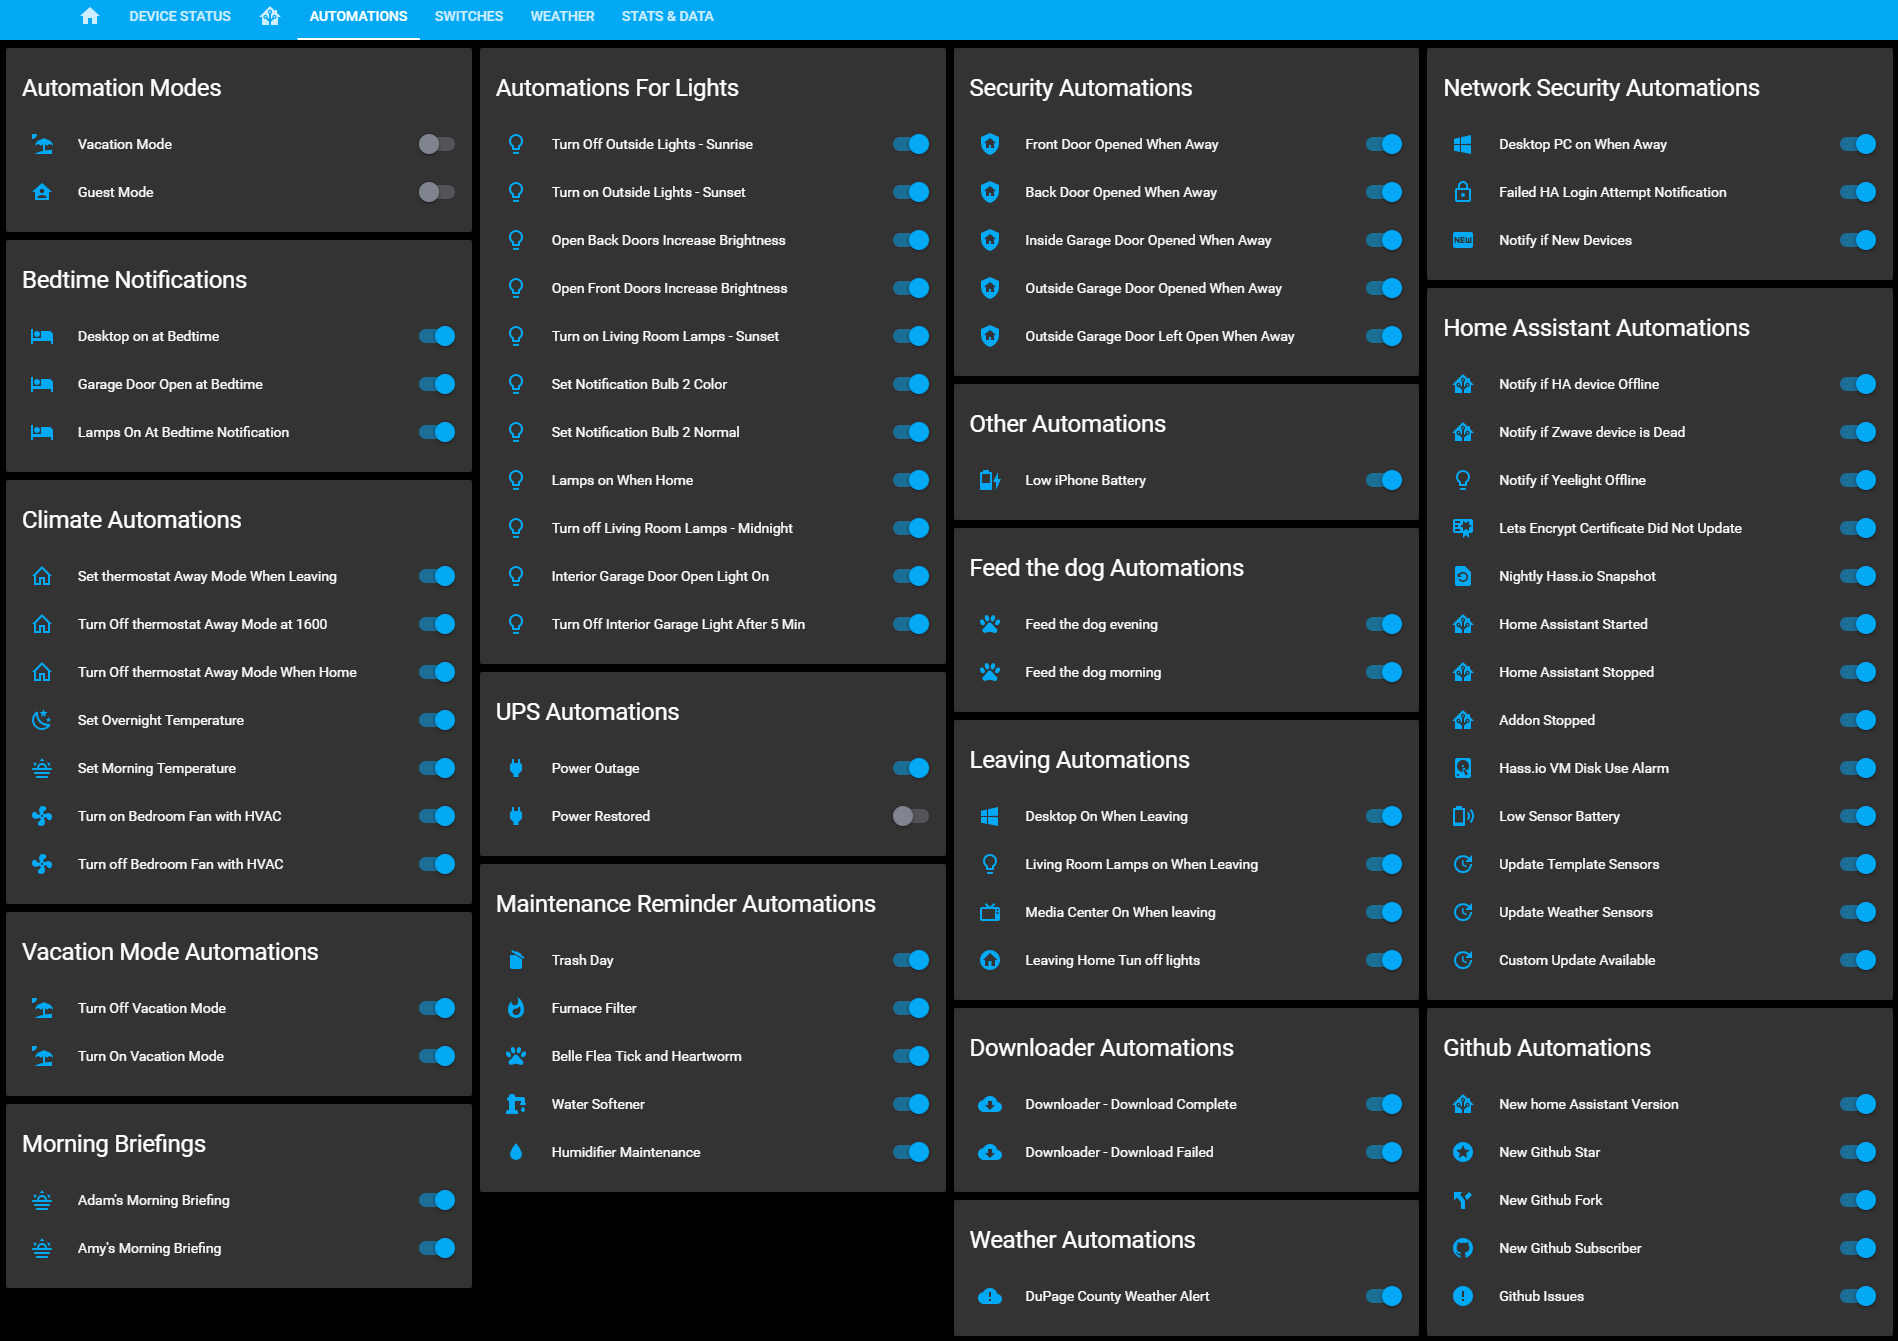 DEVICE STATUS
AUTOMATIONS
SWITCHES
WEATHER
STATS & DATA
Automation Modes
Vacation Mode
Guest Mode
Bedtime Notifications
Desktop on at Bedtime
Garage Door Open at Bedtime
Lamps On At Bedtime Notification
Climate Automations
Set thermostat Away Mode When Leaving
Turn Off thermostat Away Mode at 1600
Turn Off thermostat Away Mode When Home
Set Overnight Temperature
Set Morning Temperature
Turn on Bedroom Fan with HVAC
Turn off Bedroom Fan with HVAC
Vacation Mode Automations
Turn Off Vacation Mode
Turn On Vacation Mode
Morning Briefings
Adam's Morning Briefing
Amy's Morning Briefing
Automations For Lights
Turn Off Outside Lights - Sunrise
Turn on Outside Lights - Sunset
Open Back Doors Increase Brightness
Open Front Doors Increase Brightness
Turn on Living Room Lamps - Sunset
Set Notification Bulb 2 Color
Set Notification Bulb 2 Normal
Lamps on When Home
Turn off Living Room Lamps - Midnight
Interior Garage Door Open Light On
Turn Off Interior Garage Light After 5 Min
UPS Automations
Power Outage
Power Restored
Maintenance Reminder Automations
Trash Day
Furnace Filter
Belle Flea Tick and Heartworm
Water Softener
Humidifier Maintenance
Security Automations
Front Door Opened When Away
Back Door Opened When Away
Inside Garage Door Opened When Away
Outside Garage Door Opened When Away
Outside Garage Door Left Open When Away
Other Automations
Low iPhone Battery
Feed the dog Automations
Feed the dog evening
Feed the dog morning
Leaving Automations
Desktop On When Leaving
Living Room Lamps on When Leaving
Media Center On When leaving
Leaving Home Tun off lights
Downloader Automations
Downloader - Download Complete
Downloader - Download Failed
Weather Automations
DuPage County Weather Alert
Network Security Automations
Desktop PC on When Away
Failed HA Login Attempt Notification
NEW
Notify if New Devices
Home Assistant Automations
Notify if HA device Offline
Notify if Zwave device is Dead
Notify if Yeelight Offline
Lets Encrypt Certificate Did Not Update
Nightly Hass.io Snapshot
Home Assistant Started
Home Assistant Stopped
Addon Stopped
Hass.io VM Disk Use Alarm
Low Sensor Battery
Update Template Sensors
Update Weather Sensors
Custom Update Available
Github Automations
New home Assistant Version
New Github Star
New Github Fork
New Github Subscriber
Github Issues